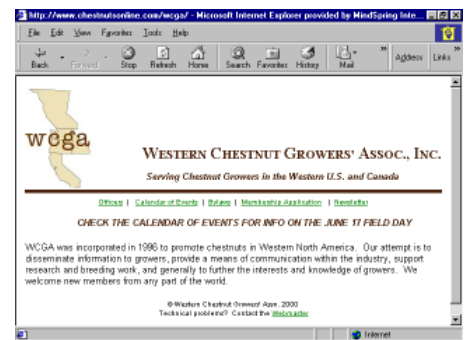 http://www.chestnutsonline.com/wcga/ - Microsoft Internet Explorer provided by MindSpring Inte...
File Edit View Favorites Tools Help
Back Forward Stop Refresh Home Search Favorites History Mail » Address Links »
wcga
WESTERN CHESTNUT GROWERS' ASSOC., INC.
Serving Chestnut Growers in the Western U.S. and Canada
Officers | Calendar of Events | Bylaws | Membership Application | Newsletter
CHECK THE CALENDAR OF EVENTS FOR INFO ON THE JUNE 17 FIELD DAY
WCGA was incorporated in 1996 to promote chestnuts in Western North America. Our attempt is to
disseminate information to growers, provide a means of communication within the industry, support
research and breeding work, and generally to further the interests and knowledge of growers. We
welcome new members from any part of the world.
© Western Chestnut Growers' Assn. 2000
Technical problems? Contact the Webmaster
Internet